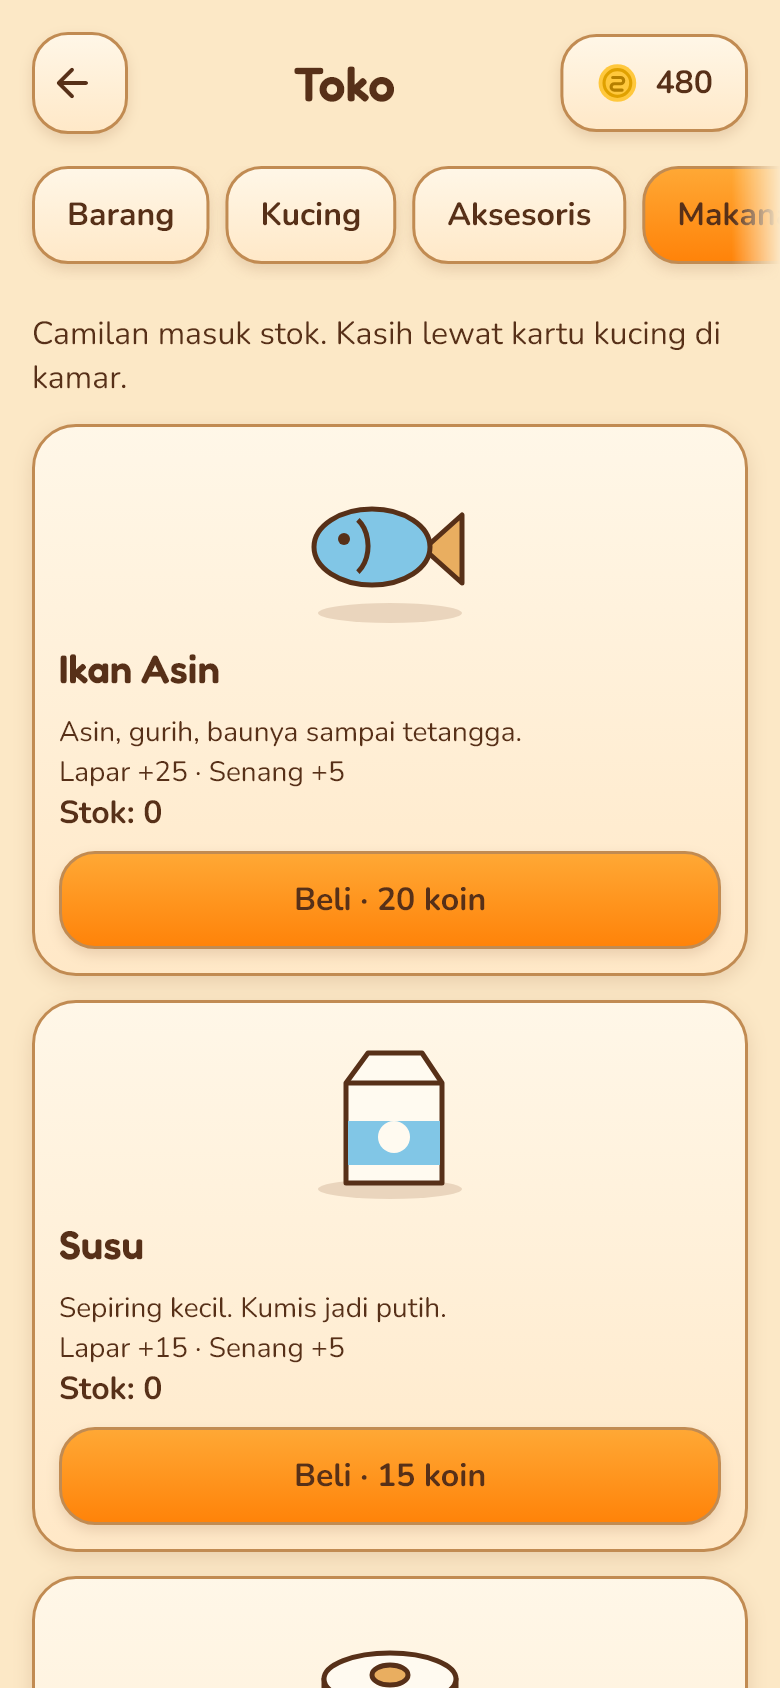 Toko
480
Barang
Kucing
Aksesoris
Makan
Camilan masuk stok. Kasih lewat kartu kucing di
kamar.
Ikan Asin
Asin, gurih, baunya sampai tetangga.
Lapar +25 · Senang +5
Stok: 0
Beli · 20 koin
Susu
Sepiring kecil. Kumis jadi putih.
Lapar +15 · Senang +5
Stok: 0
Beli · 15 koin